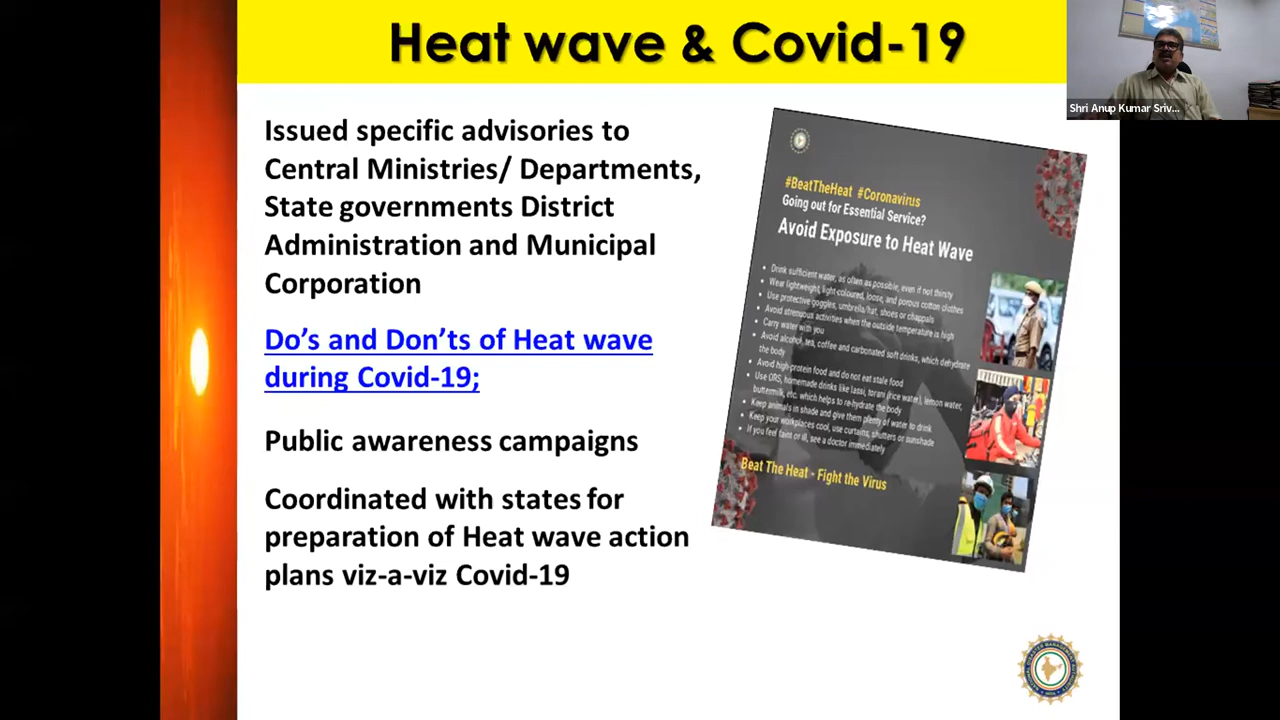 Heat wave & Covid-19
Shri Anup Kumar Sriv...
Issued specific advisories to
Central Ministries/ Departments,
State governments District
Administration and Municipal
Corporation
Do's and Don'ts of Heat wave
during Covid-19;
Public awareness campaigns
Coordinated with states for
preparation of Heat wave action
plans viz-a-viz Covid-19
#BeatTheHeat #Coronavirus
Going out for Essential Service?
Avoid Exposure to Heat Wave
• Drink sufficient water, as often as possible, even if not thirsty
• Wear lightweight, light-coloured, loose, and porous cotton clothes
• Use protective goggles, umbrella/hat, shoes or chappals
• Avoid strenuous activities when the outside temperature is high
• Carry water with you
• Avoid alcohol, tea, coffee and carbonated soft drinks, which dehydrate
the body
• Avoid high-protein food and do not eat stale food
• Use ORS, homemade drinks like lassi, torani (rice water), lemon water,
buttermilk, etc. which helps to re-hydrate the body
• Keep animals in shade and give them plenty of water to drink
• Keep your workplaces cool, use curtains, shutters or sunshade
• If you feel faint or ill, see a doctor immediately
Beat The Heat - Fight the Virus